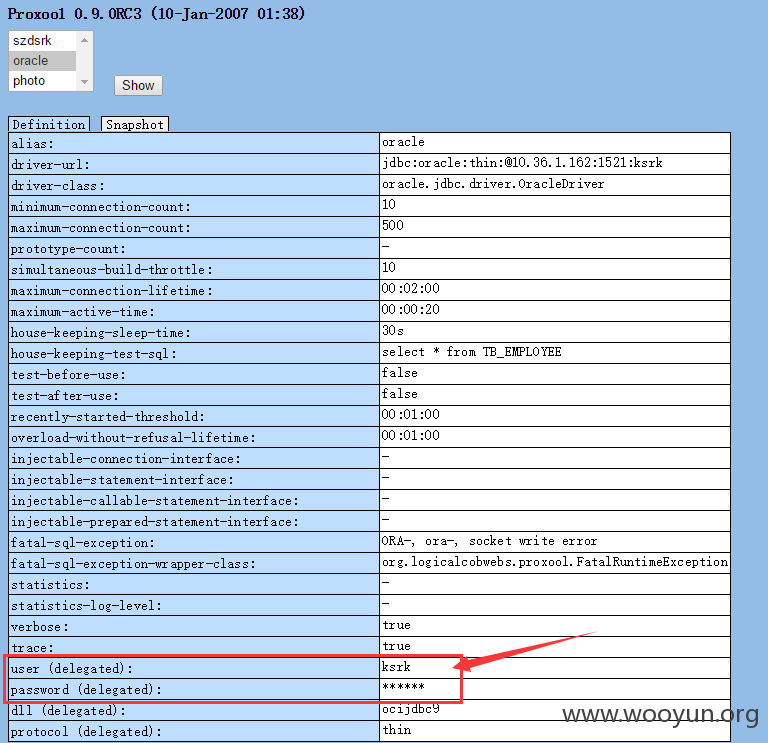 Proxool 0.9.0RC3 (10-Jan-2007 01:38)
szdsrk
oracle
photo
Show
Definition Snapshot
alias: oracle
driver-url: jdbc:oracle:thin:@10.36.1.162:1521:ksrk
driver-class: oracle.jdbc.driver.OracleDriver
minimum-connection-count: 10
maximum-connection-count: 500
prototype-count: -
simultaneous-build-throttle: 10
maximum-connection-lifetime: 00:02:00
maximum-active-time: 00:00:20
house-keeping-sleep-time: 30s
house-keeping-test-sql: select * from TB_EMPLOYEE
test-before-use: false
test-after-use: false
recently-started-threshold: 00:01:00
overload-without-refusal-lifetime: 00:01:00
injectable-connection-interface: -
injectable-statement-interface: -
injectable-callable-statement-interface: -
injectable-prepared-statement-interface: -
fatal-sql-exception: ORA-, ora-, socket write error
fatal-sql-exception-wrapper-class: org.logicalcobwebs.proxool.FatalRuntimeException
statistics: -
statistics-log-level: -
verbose: true
trace: true
user (delegated): ksrk
password (delegated): ******
dll (delegated): ocijdbc9
protocol (delegated): thin
www.wooyun.org